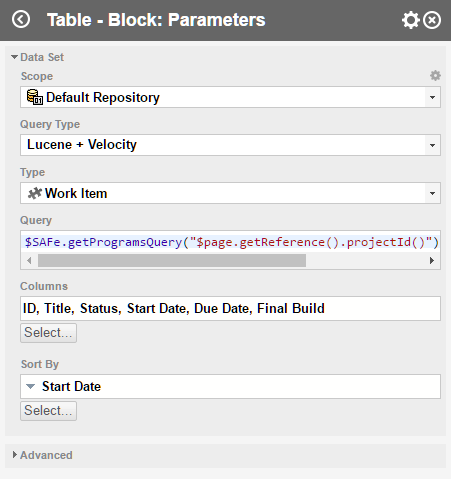 Table - Block: Parameters
Data Set
Scope
01 Default Repository
Query Type
Lucene + Velocity
Type
Work Item
Query
$SAFe.getProgramsQuery("$page.getReference().projectId()")
Columns
ID, Title, Status, Start Date, Due Date, Final Build
Select...
Sort By
Start Date
Select...
Advanced